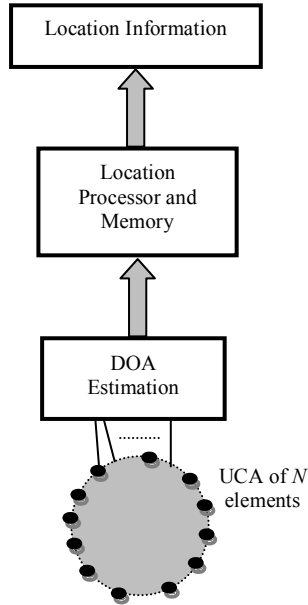 Location Information
Location
Processor and
Memory
DOA
Estimation
UCA of N
elements